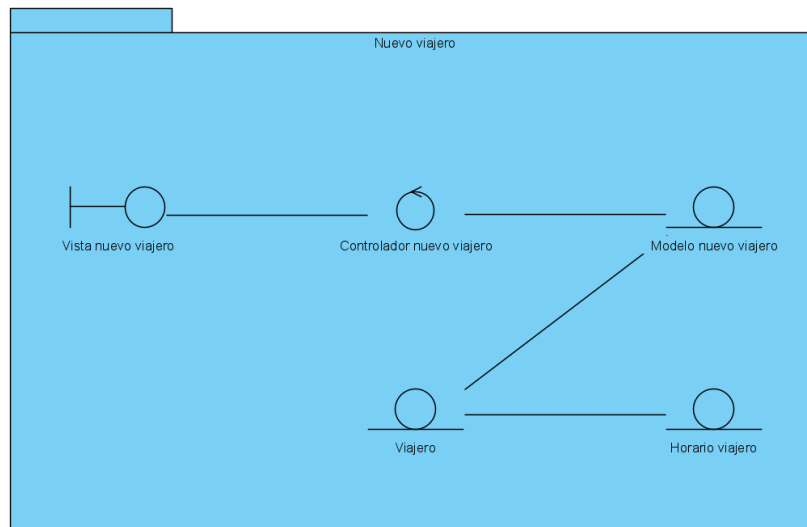 Nuevo viajero
Vista nuevo viajero
Controlador nuevo viajero
Modelo nuevo viajero
Viajero
Horario viajero